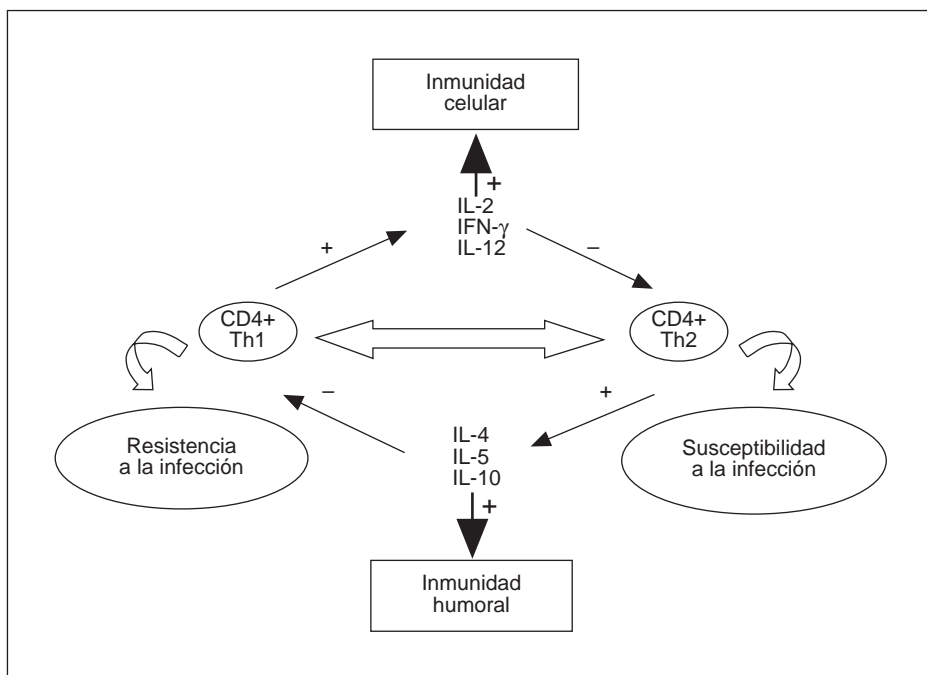 Inmunidad
celular
+
IL-2
IFN-γ
IL-12
+
–
CD4+
Th1
CD4+
Th2
–
+
Resistencia
a la infección
IL-4
IL-5
IL-10
Susceptibilidad
a la infección
+
Inmunidad
humoral